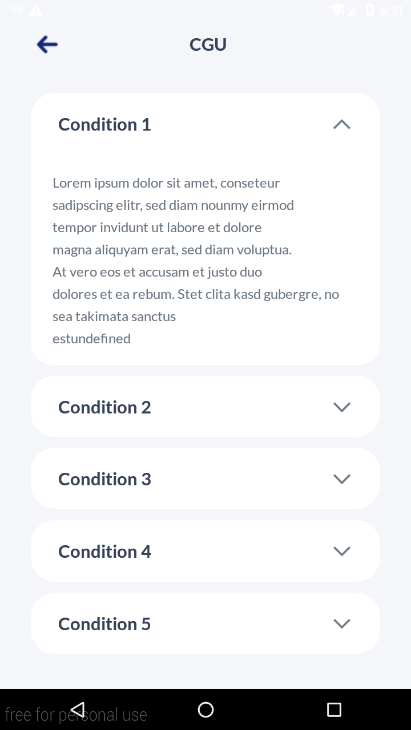 6:31
CGU
Condition 1
Lorem ipsum dolor sit amet, conseteur
sadipscing elitr, sed diam nounmy eirmod
tempor invidunt ut labore et dolore
magna aliquyam erat, sed diam voluptua.
At vero eos et accusam et justo duo
dolores et ea rebum. Stet clita kasd gubergre, no
sea takimata sanctus
estundefined
Condition 2
Condition 3
Condition 4
Condition 5
free for personal use